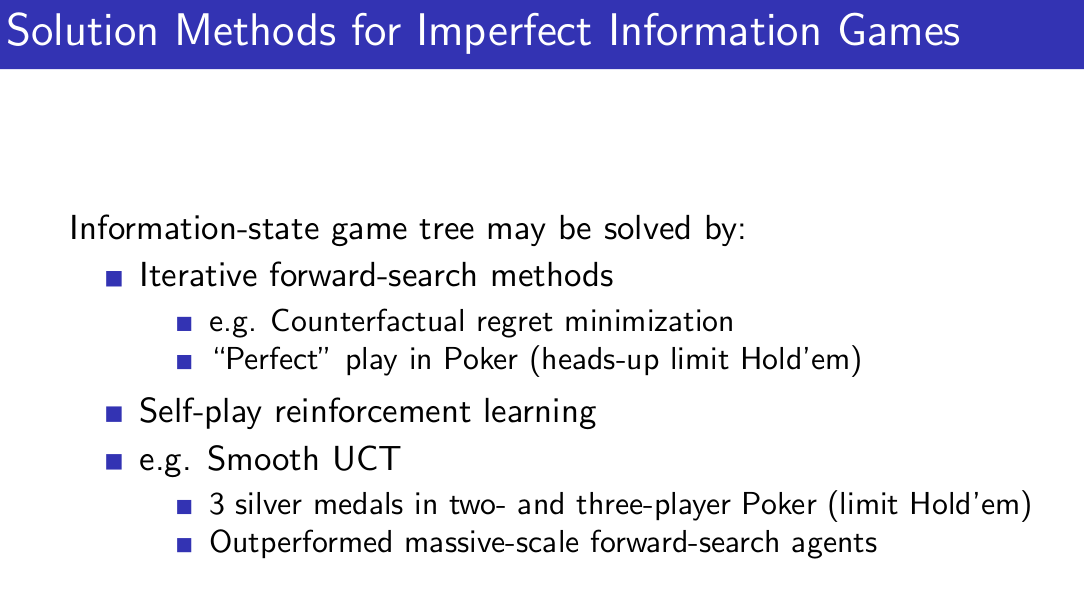 Solution Methods for Imperfect Information Games
Information-state game tree may be solved by:
Iterative forward-search methods
e.g. Counterfactual regret minimization
“Perfect” play in Poker (heads-up limit Hold’em)
Self-play reinforcement learning
e.g. Smooth UCT
3 silver medals in two- and three-player Poker (limit Hold’em)
Outperformed massive-scale forward-search agents